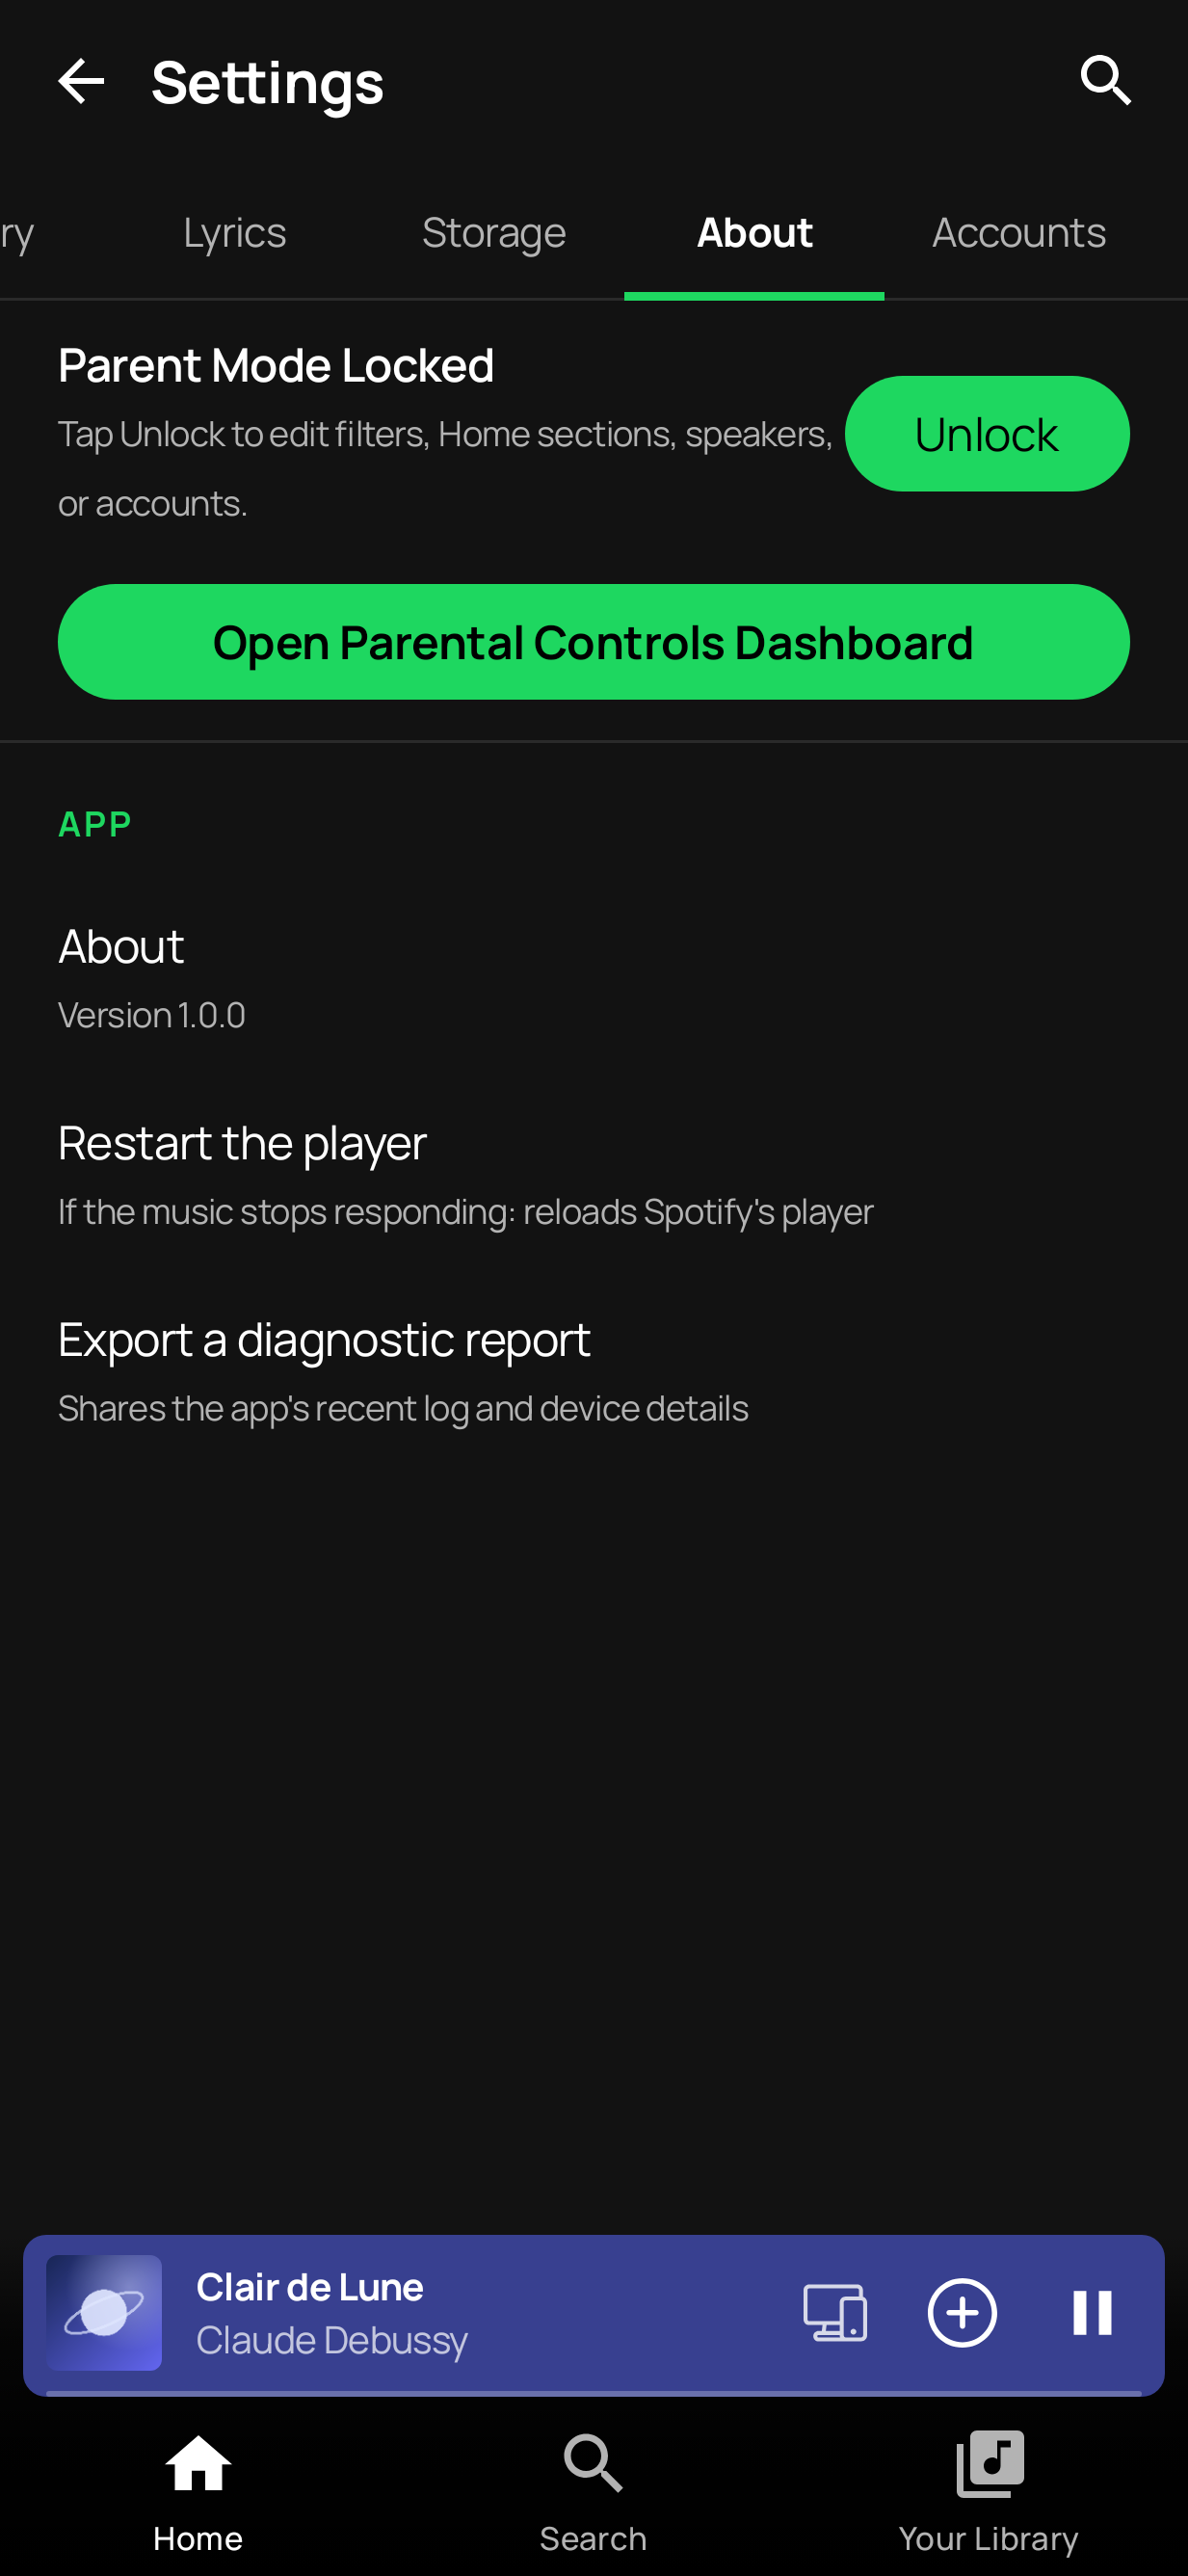 Settings
ry
Lyrics
Storage
About
Accounts
Parent Mode Locked
Tap Unlock to edit filters, Home sections, speakers,
or accounts.
Unlock
Open Parental Controls Dashboard
APP
About
Version 1.0.0
Restart the player
If the music stops responding: reloads Spotify's player
Export a diagnostic report
Shares the app's recent log and device details
Clair de Lune
Claude Debussy
Home
Search
Your Library